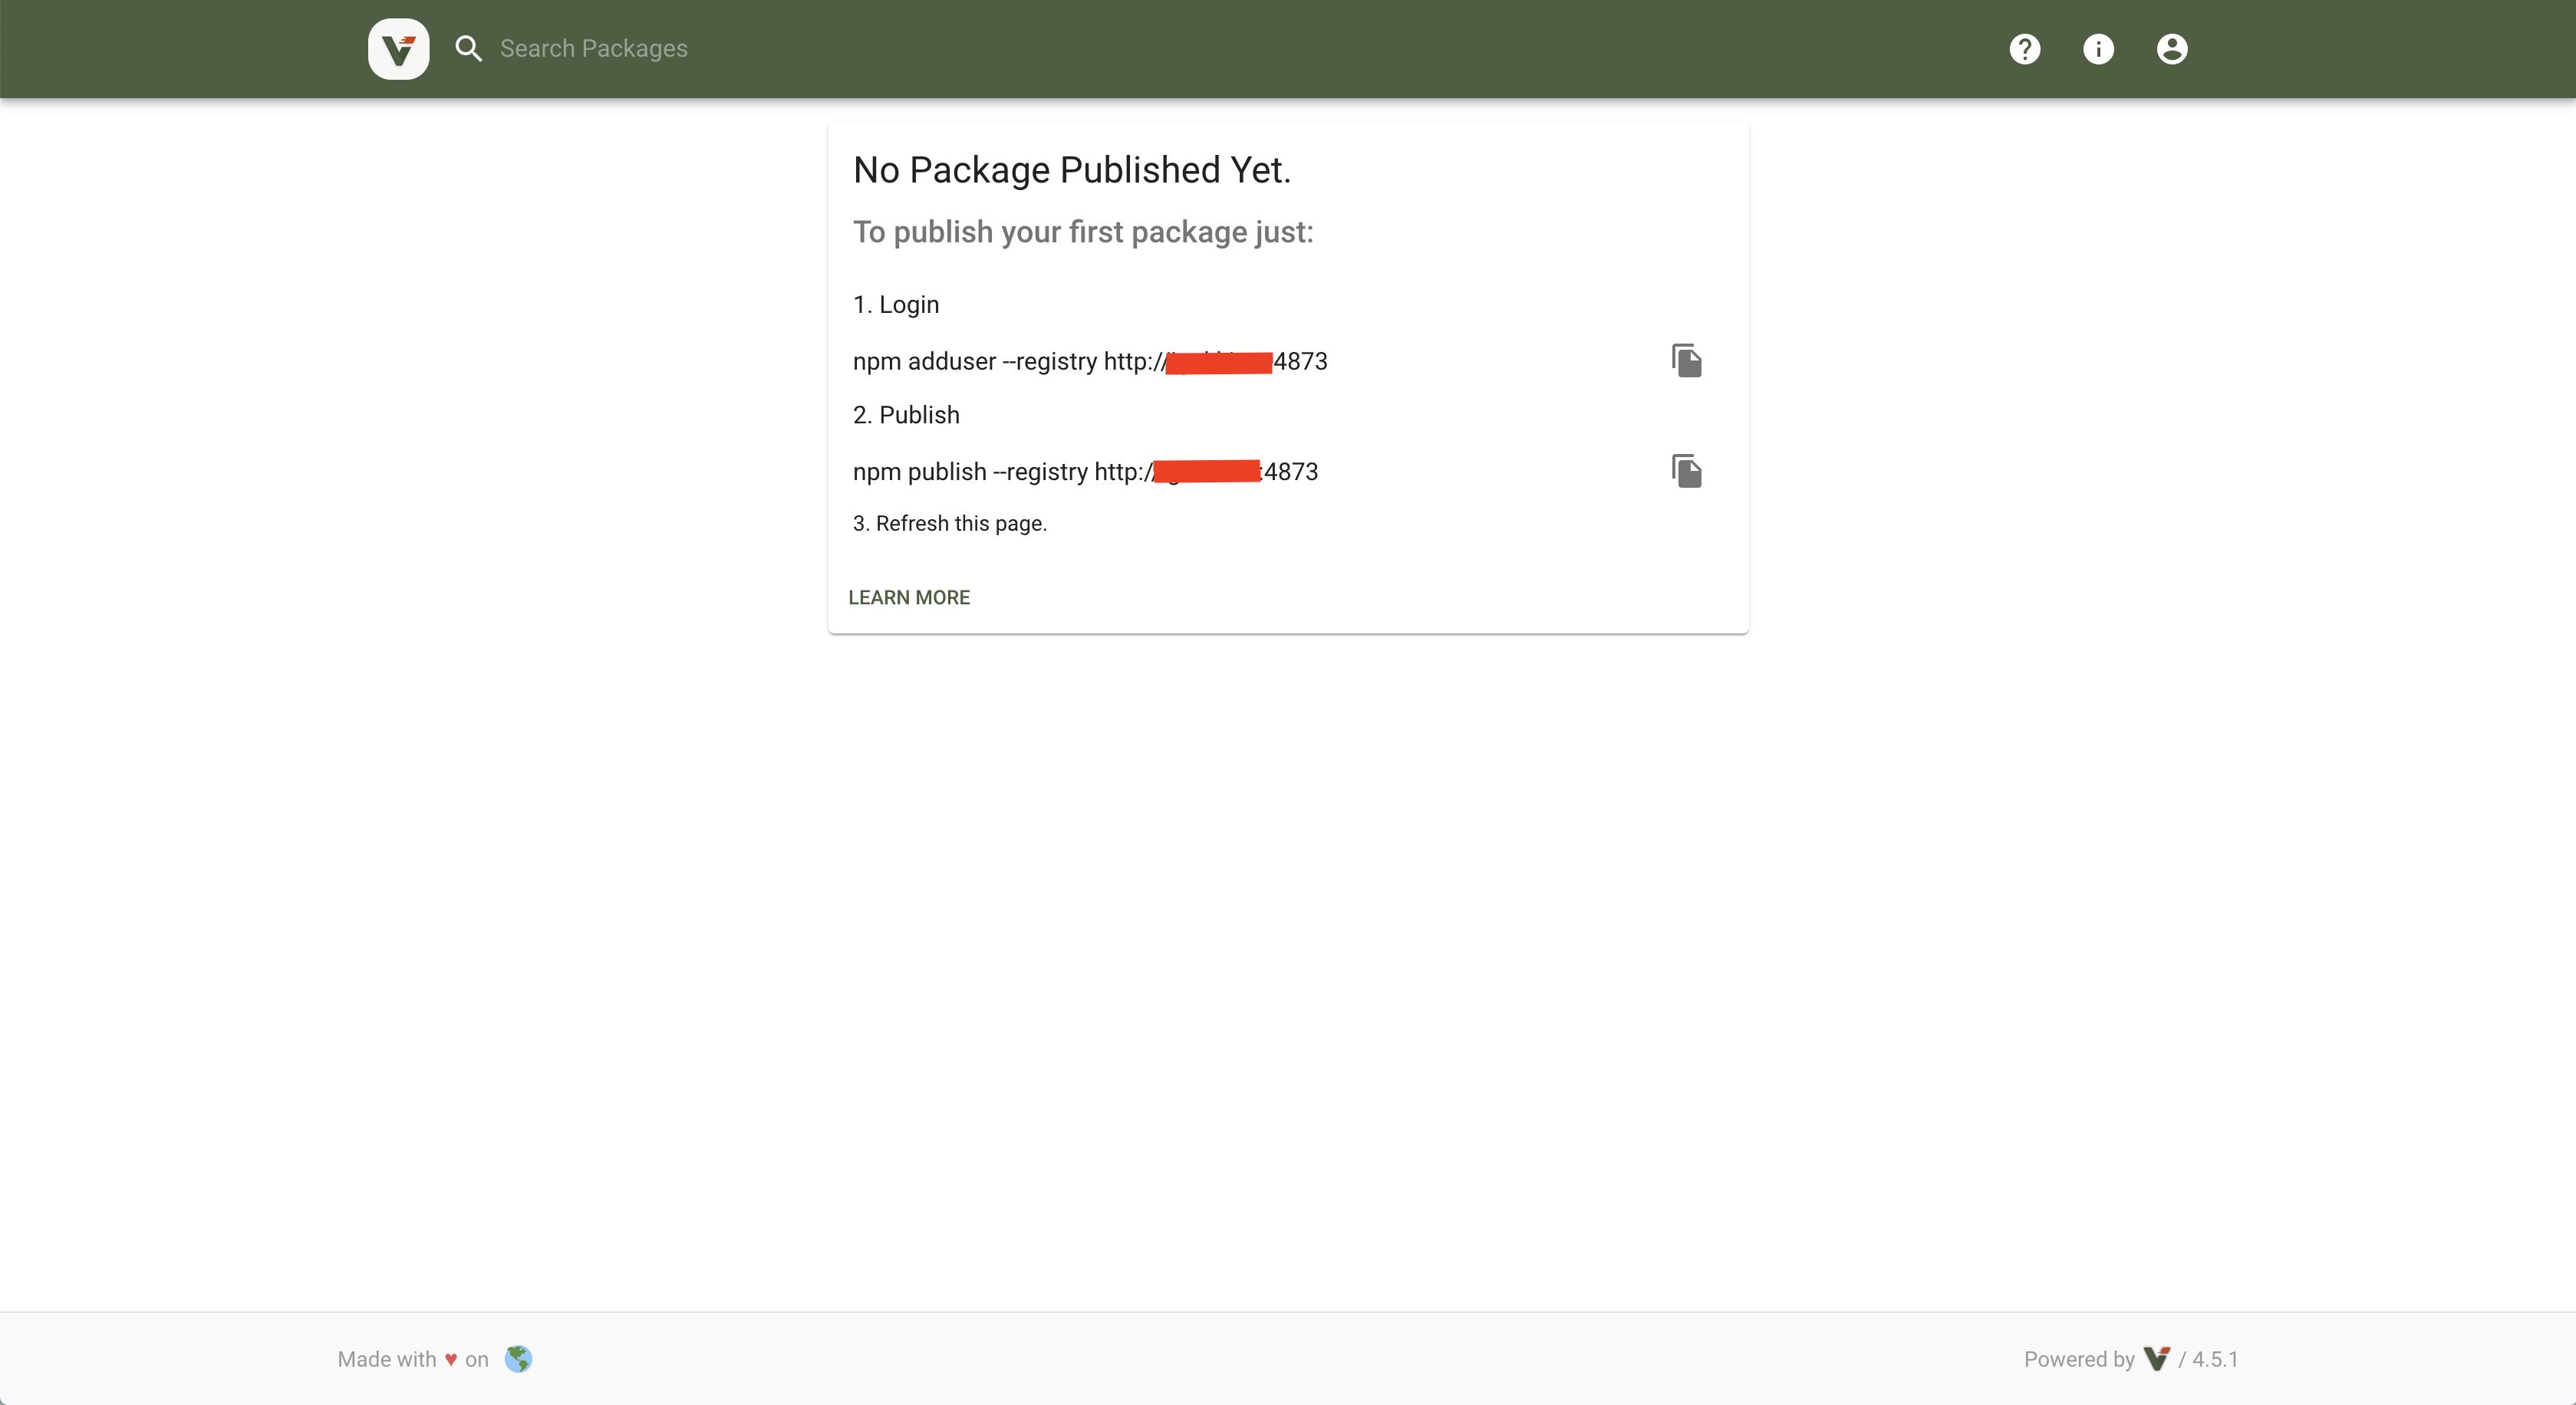 Search Packages
No Package Published Yet.
To publish your first package just:
1. Login
npm adduser --registry http:// 4873
2. Publish
npm publish --registry http:/ :4873
3. Refresh this page.
LEARN MORE
Made with ♥ on
Powered by / 4.5.1